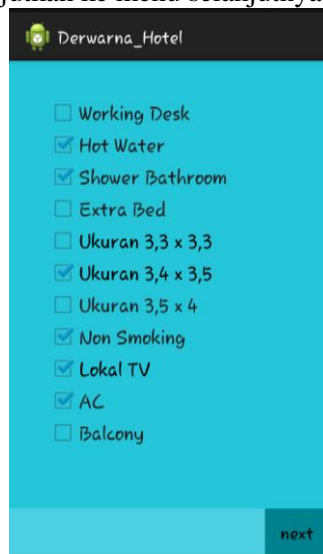 Derwarna_Hotel
Working Desk
Hot Water
Shower Bathroom
Extra Bed
Ukuran 3,3 x 3,3
Ukuran 3,4 x 3,5
Ukuran 3,5 x 4
Non Smoking
Lokal TV
AC
Balcony
next